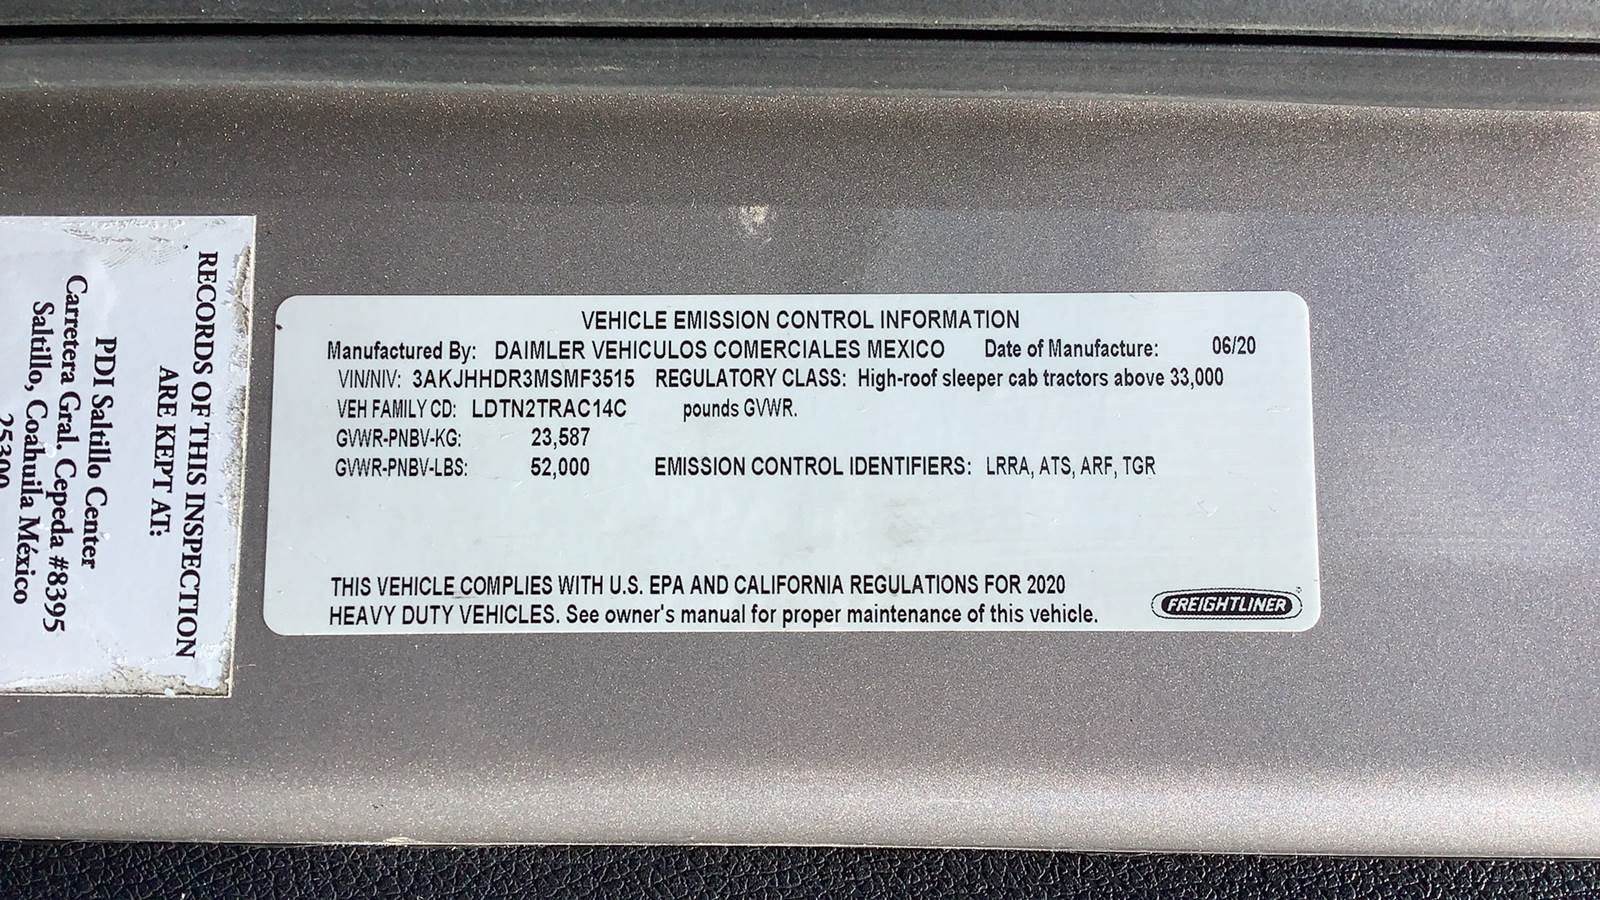 RECORDS OF THIS INSPECTION
ARE KEPT AT:
PDI Saltillo Center
Carretera Gral. Cepeda #8395
Saltillo, Coahuila México
25300
VEHICLE EMISSION CONTROL INFORMATION
Manufactured By: DAIMLER VEHICULOS COMERCIALES MEXICO Date of Manufacture: 06/20
VIN/NIV: 3AKJHHDR3MSMF3515 REGULATORY CLASS: High-roof sleeper cab tractors above 33,000
VEH FAMILY CD: LDTN2TRAC14C pounds GVWR.
GVWR-PNBV-KG: 23,587
GVWR-PNBV-LBS: 52,000 EMISSION CONTROL IDENTIFIERS: LRRA, ATS, ARF, TGR
THIS VEHICLE COMPLIES WITH U.S. EPA AND CALIFORNIA REGULATIONS FOR 2020
HEAVY DUTY VEHICLES. See owner's manual for proper maintenance of this vehicle.
FREIGHTLINER